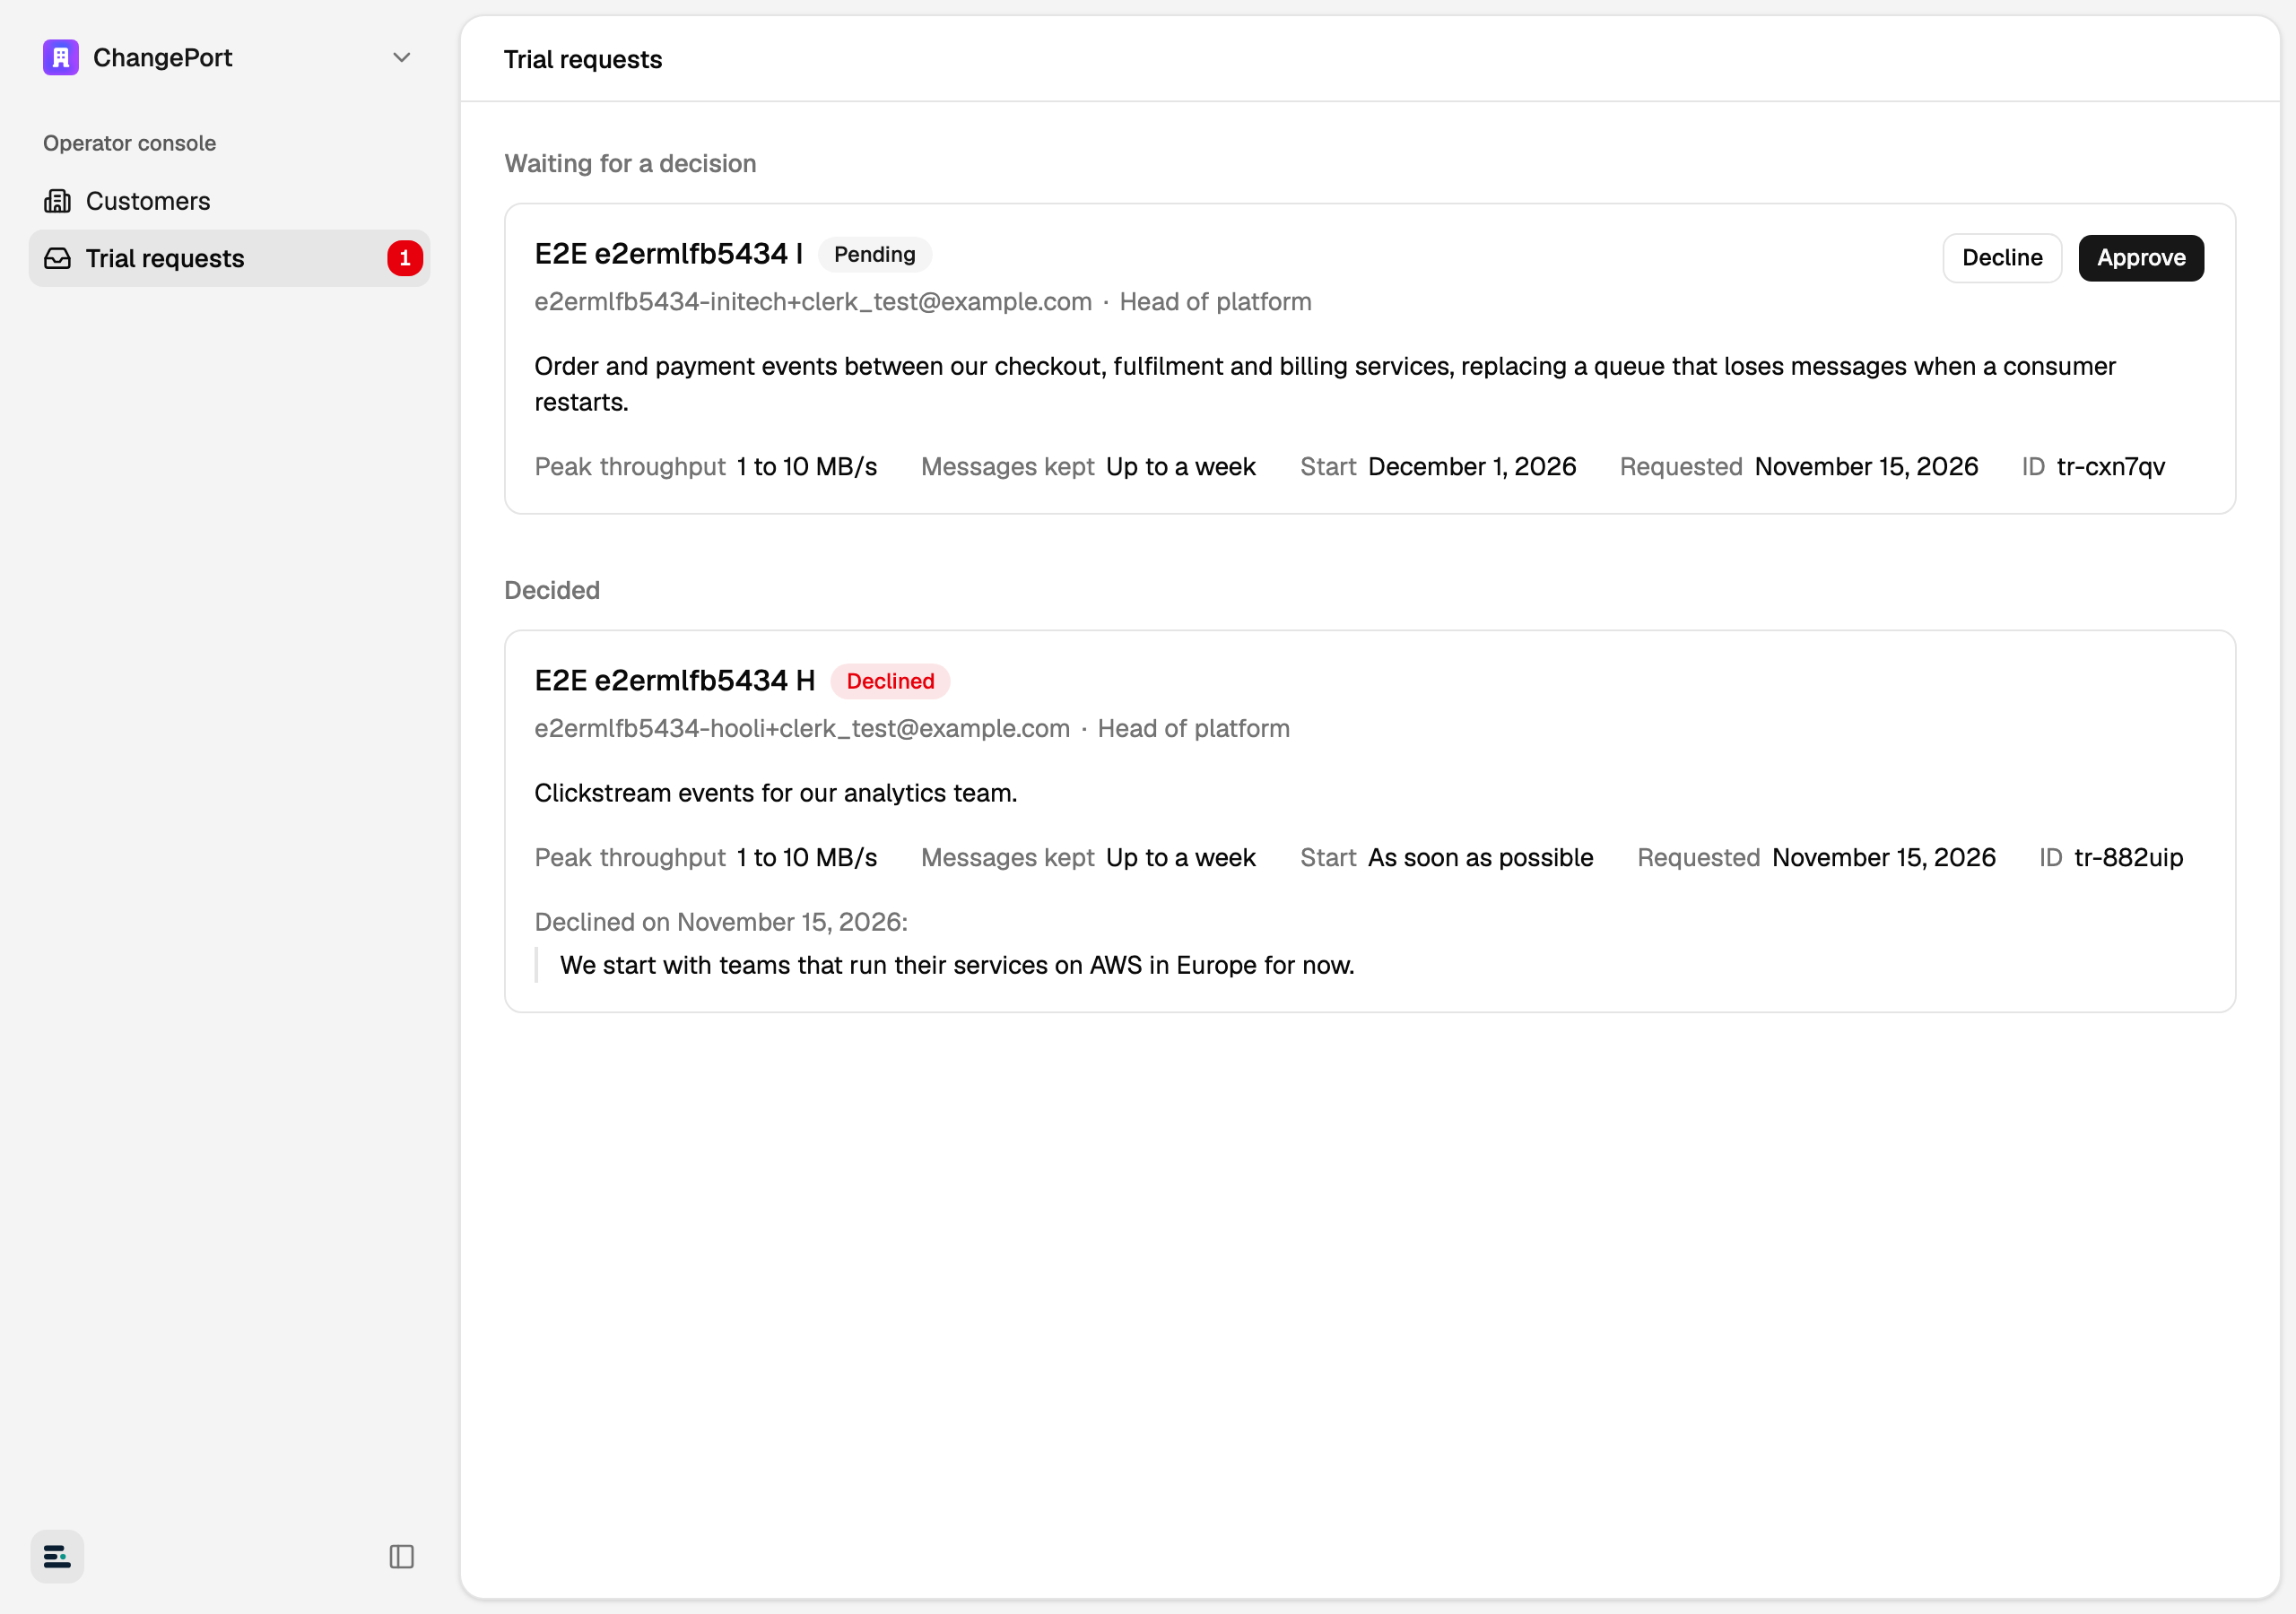 ChangePort
Operator console
Customers
Trial requests 1
Trial requests
Waiting for a decision
E2E e2ermlfb5434 I Pending
Decline Approve
e2ermlfb5434-initech+clerk_test@example.com · Head of platform
Order and payment events between our checkout, fulfilment and billing services, replacing a queue that loses messages when a consumer
restarts.
Peak throughput 1 to 10 MB/s Messages kept Up to a week Start December 1, 2026 Requested November 15, 2026 ID tr-cxn7qv
Decided
E2E e2ermlfb5434 H Declined
e2ermlfb5434-hooli+clerk_test@example.com · Head of platform
Clickstream events for our analytics team.
Peak throughput 1 to 10 MB/s Messages kept Up to a week Start As soon as possible Requested November 15, 2026 ID tr-882uip
Declined on November 15, 2026:
We start with teams that run their services on AWS in Europe for now.